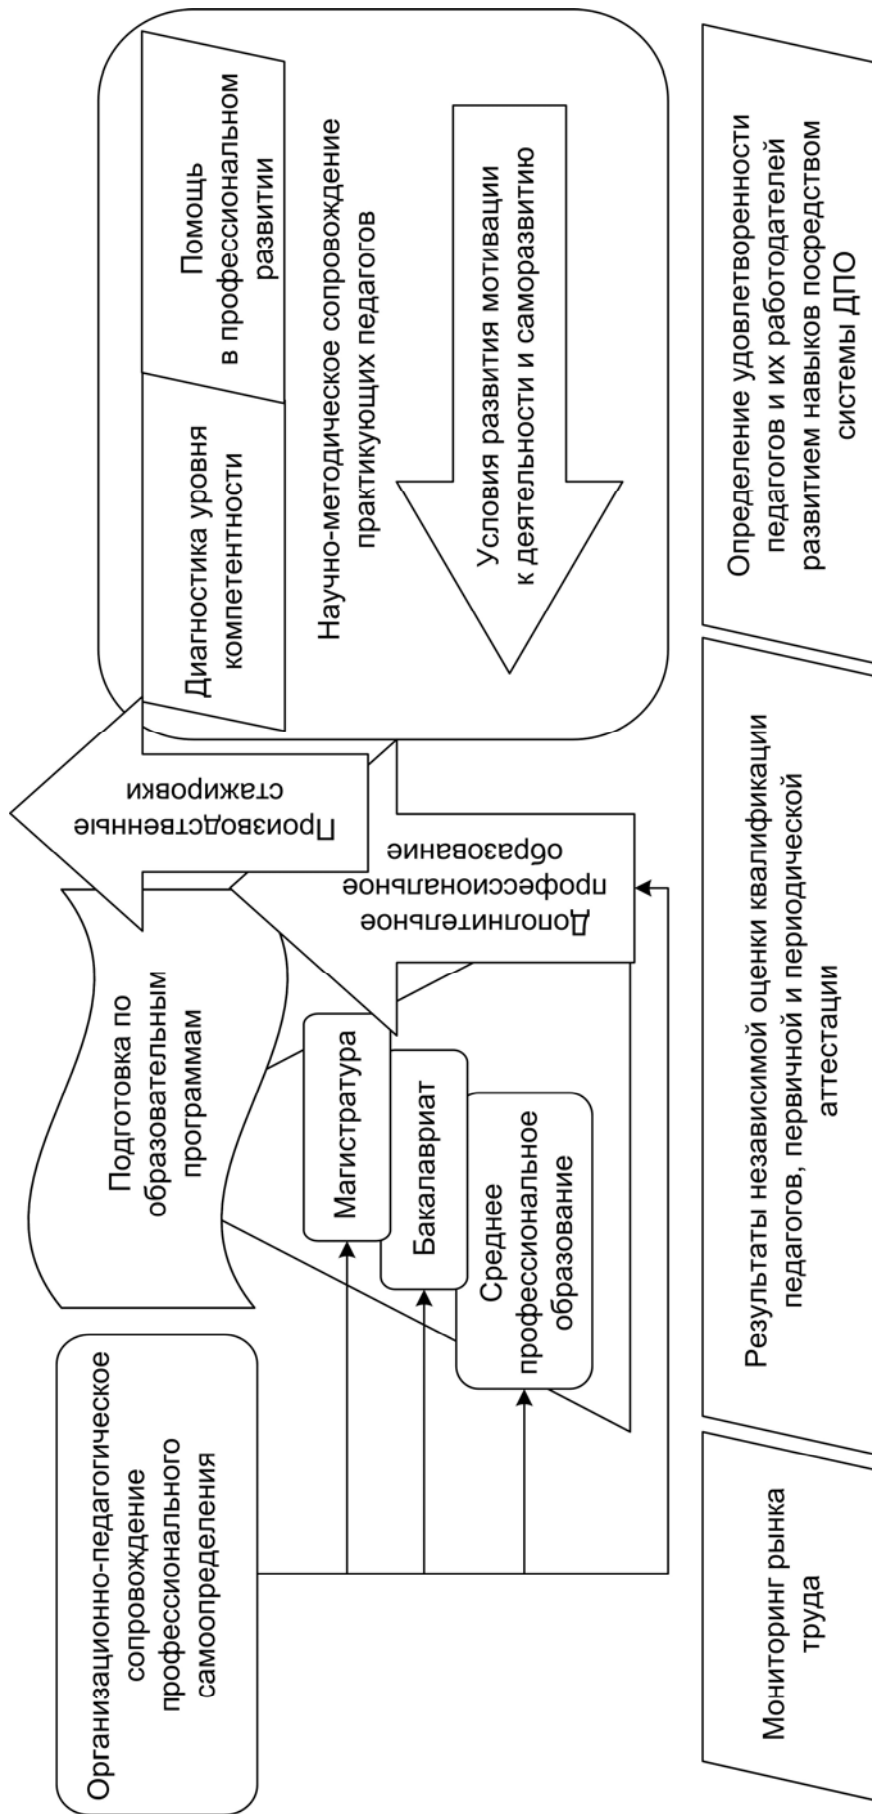 Организационно-педагогическое
сопровождение
профессионального
самоопределения
Подготовка по
образовательным
программам
Магистратура
Бакалавриат
Среднее
профессиональное
образование
Дополнительное
профессиональное
образование
Производственные
стажировки
Диагностика уровня
компетентности
Помощь
в профессиональном
развитии
Научно-методическое сопровождение
практикующих педагогов
Условия развития мотивации
к деятельности и саморазвитию
Мониторинг рынка
труда
Результаты независимой оценки квалификации
педагогов, первичной и периодической
аттестации
Определение удовлетворенности
педагогов и их работодателей
развитием навыков посредством
системы ДПО